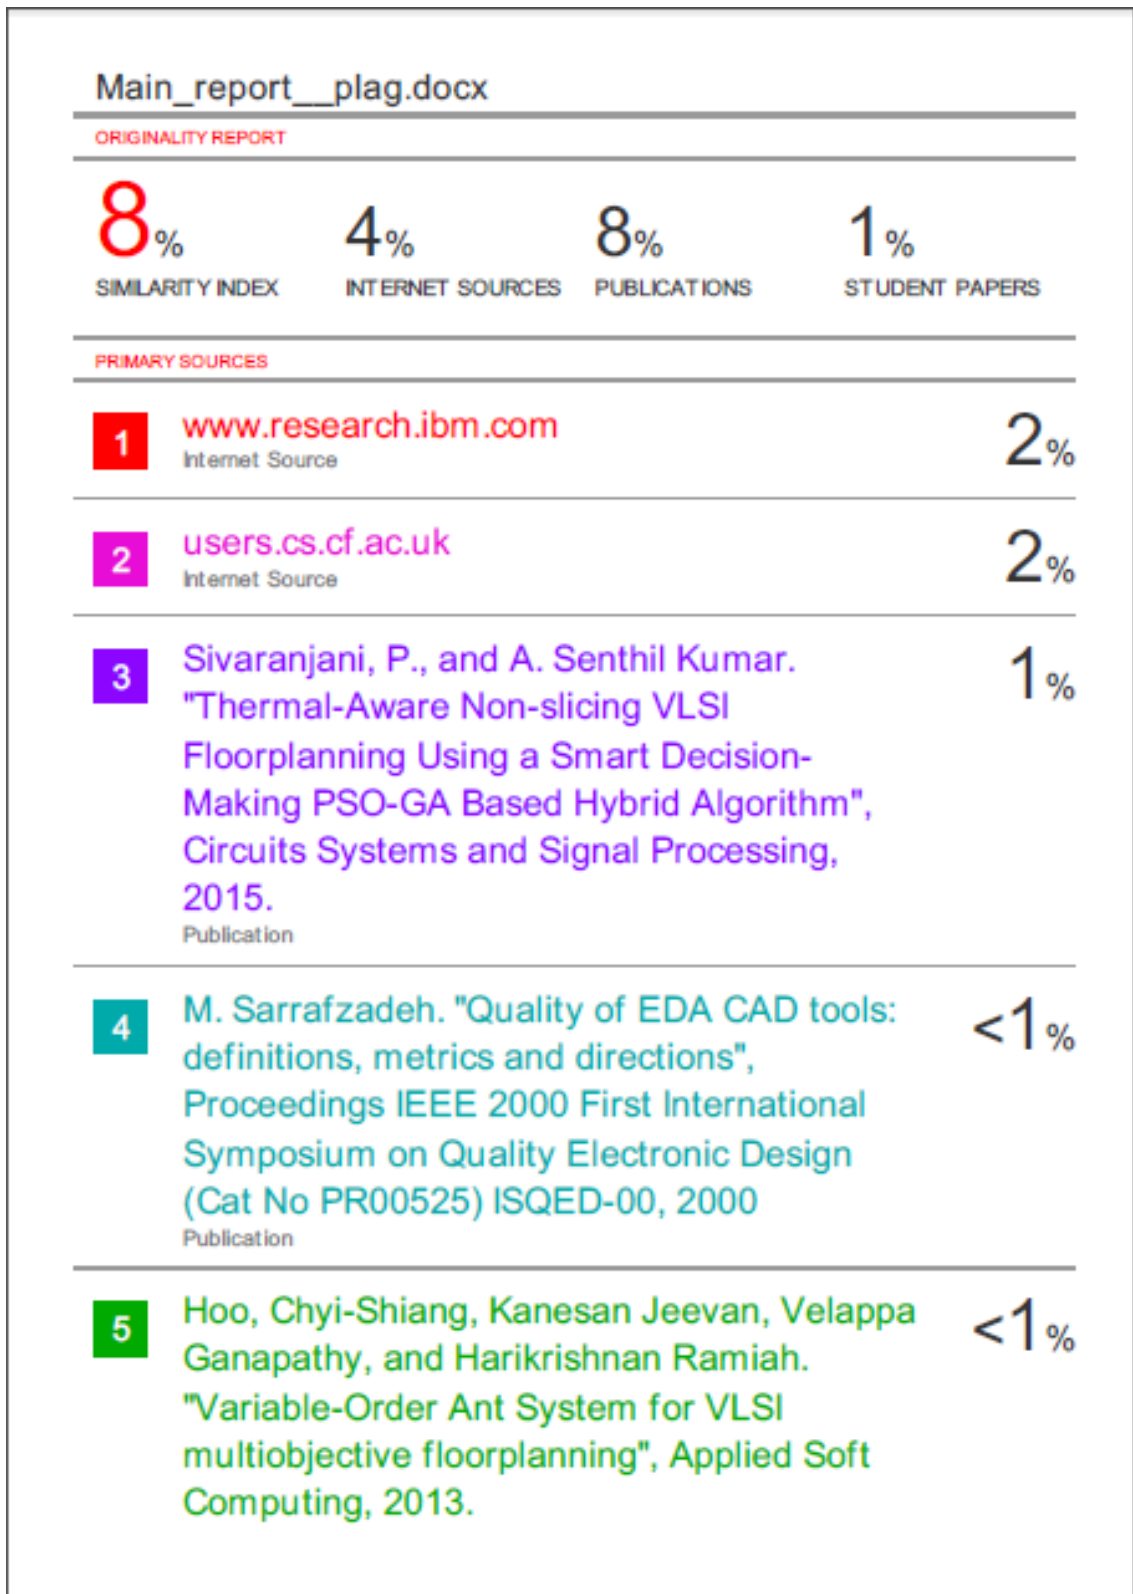 Main_report__plag.docx
ORIGINALITY REPORT
8% 4% 8% 1%
SIMILARITY INDEX INTERNET SOURCES PUBLICATIONS STUDENT PAPERS
PRIMARY SOURCES
1 www.research.ibm.com 2%
Internet Source
2 users.cs.cf.ac.uk 2%
Internet Source
3 Sivaranjani, P., and A. Senthil Kumar. 1%
"Thermal-Aware Non-slicing VLSI
Floorplanning Using a Smart Decision-
Making PSO-GA Based Hybrid Algorithm",
Circuits Systems and Signal Processing,
2015.
Publication
4 M. Sarrafzadeh. "Quality of EDA CAD tools: <1%
definitions, metrics and directions",
Proceedings IEEE 2000 First International
Symposium on Quality Electronic Design
(Cat No PR00525) ISQED-00, 2000
Publication
5 Hoo, Chyi-Shiang, Kanesan Jeevan, Velappa <1%
Ganapathy, and Harikrishnan Ramiah.
"Variable-Order Ant System for VLSI
multiobjective floorplanning", Applied Soft
Computing, 2013.